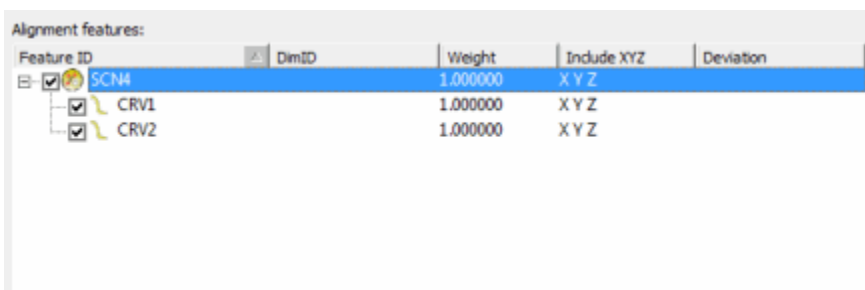 Alignment features:
Feature ID DimID Weight Include XYZ Deviation
SCN4 1.000000 X Y Z
CRV1 1.000000 X Y Z
CRV2 1.000000 X Y Z